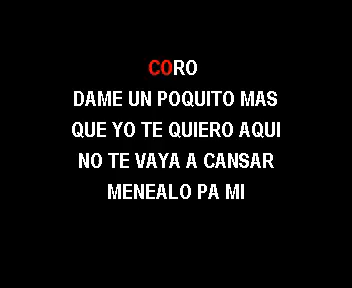 CORO
DAME UN POQUITO MAS
QUE YO TE QUIERO AQUI
NO TE VAYA A CANSAR
MENEALO PA MI